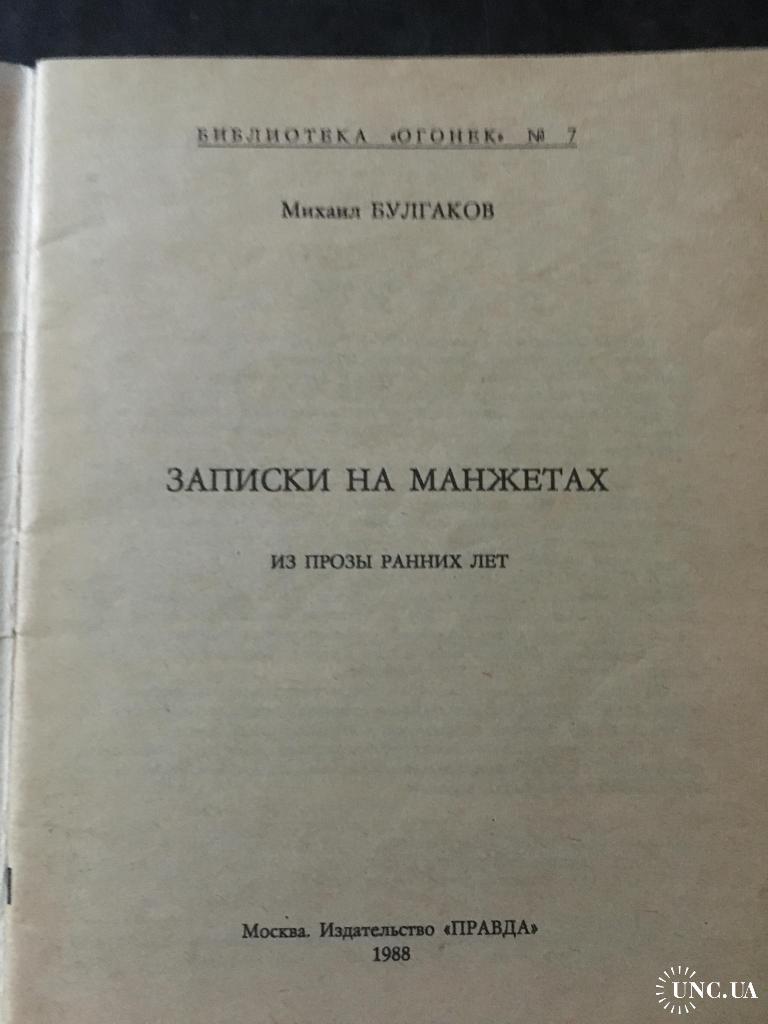 БИБЛИОТЕКА «ОГОНЕК» № 7
Михаил БУЛГАКОВ
ЗАПИСКИ НА МАНЖЕТАХ
ИЗ ПРОЗЫ РАННИХ ЛЕТ
Москва. Издательство «ПРАВДА»
1988
UNC.UA